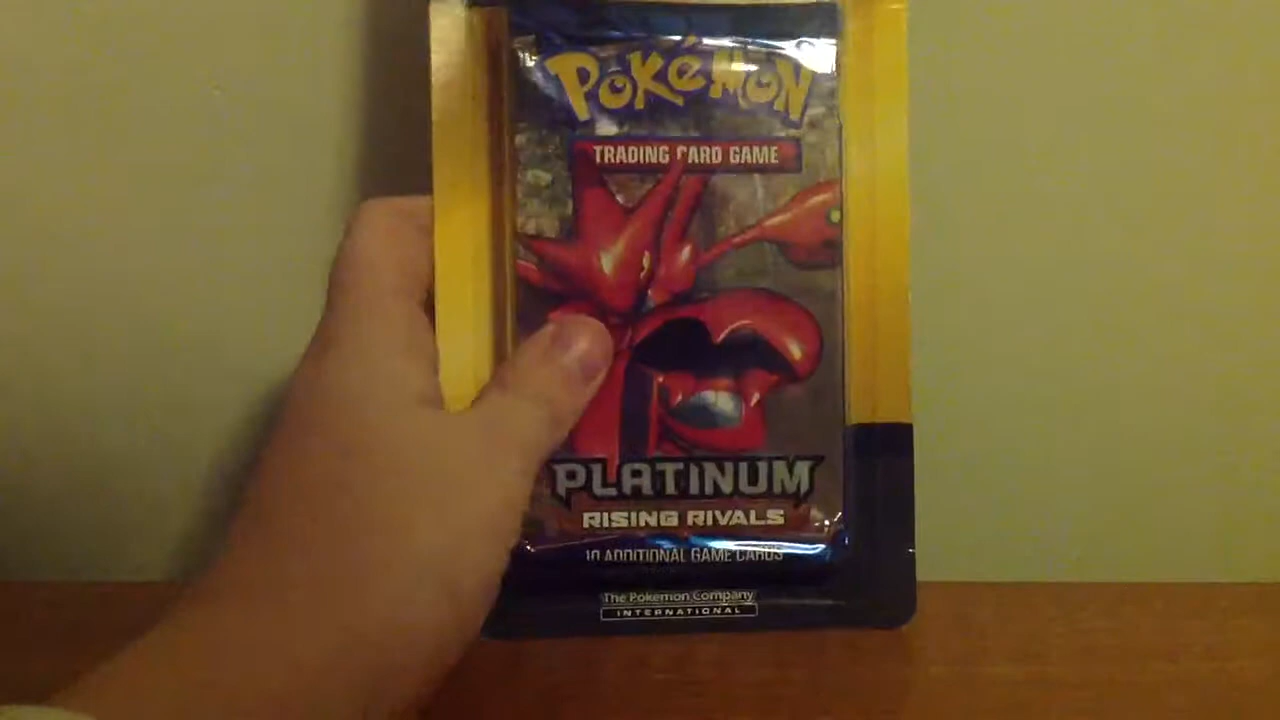 POKéMON
TRADING CARD GAME
PLATINUM
RISING RIVALS
10 ADDITIONAL GAME CARDS
The Pokémon Company
INTERNATIONAL